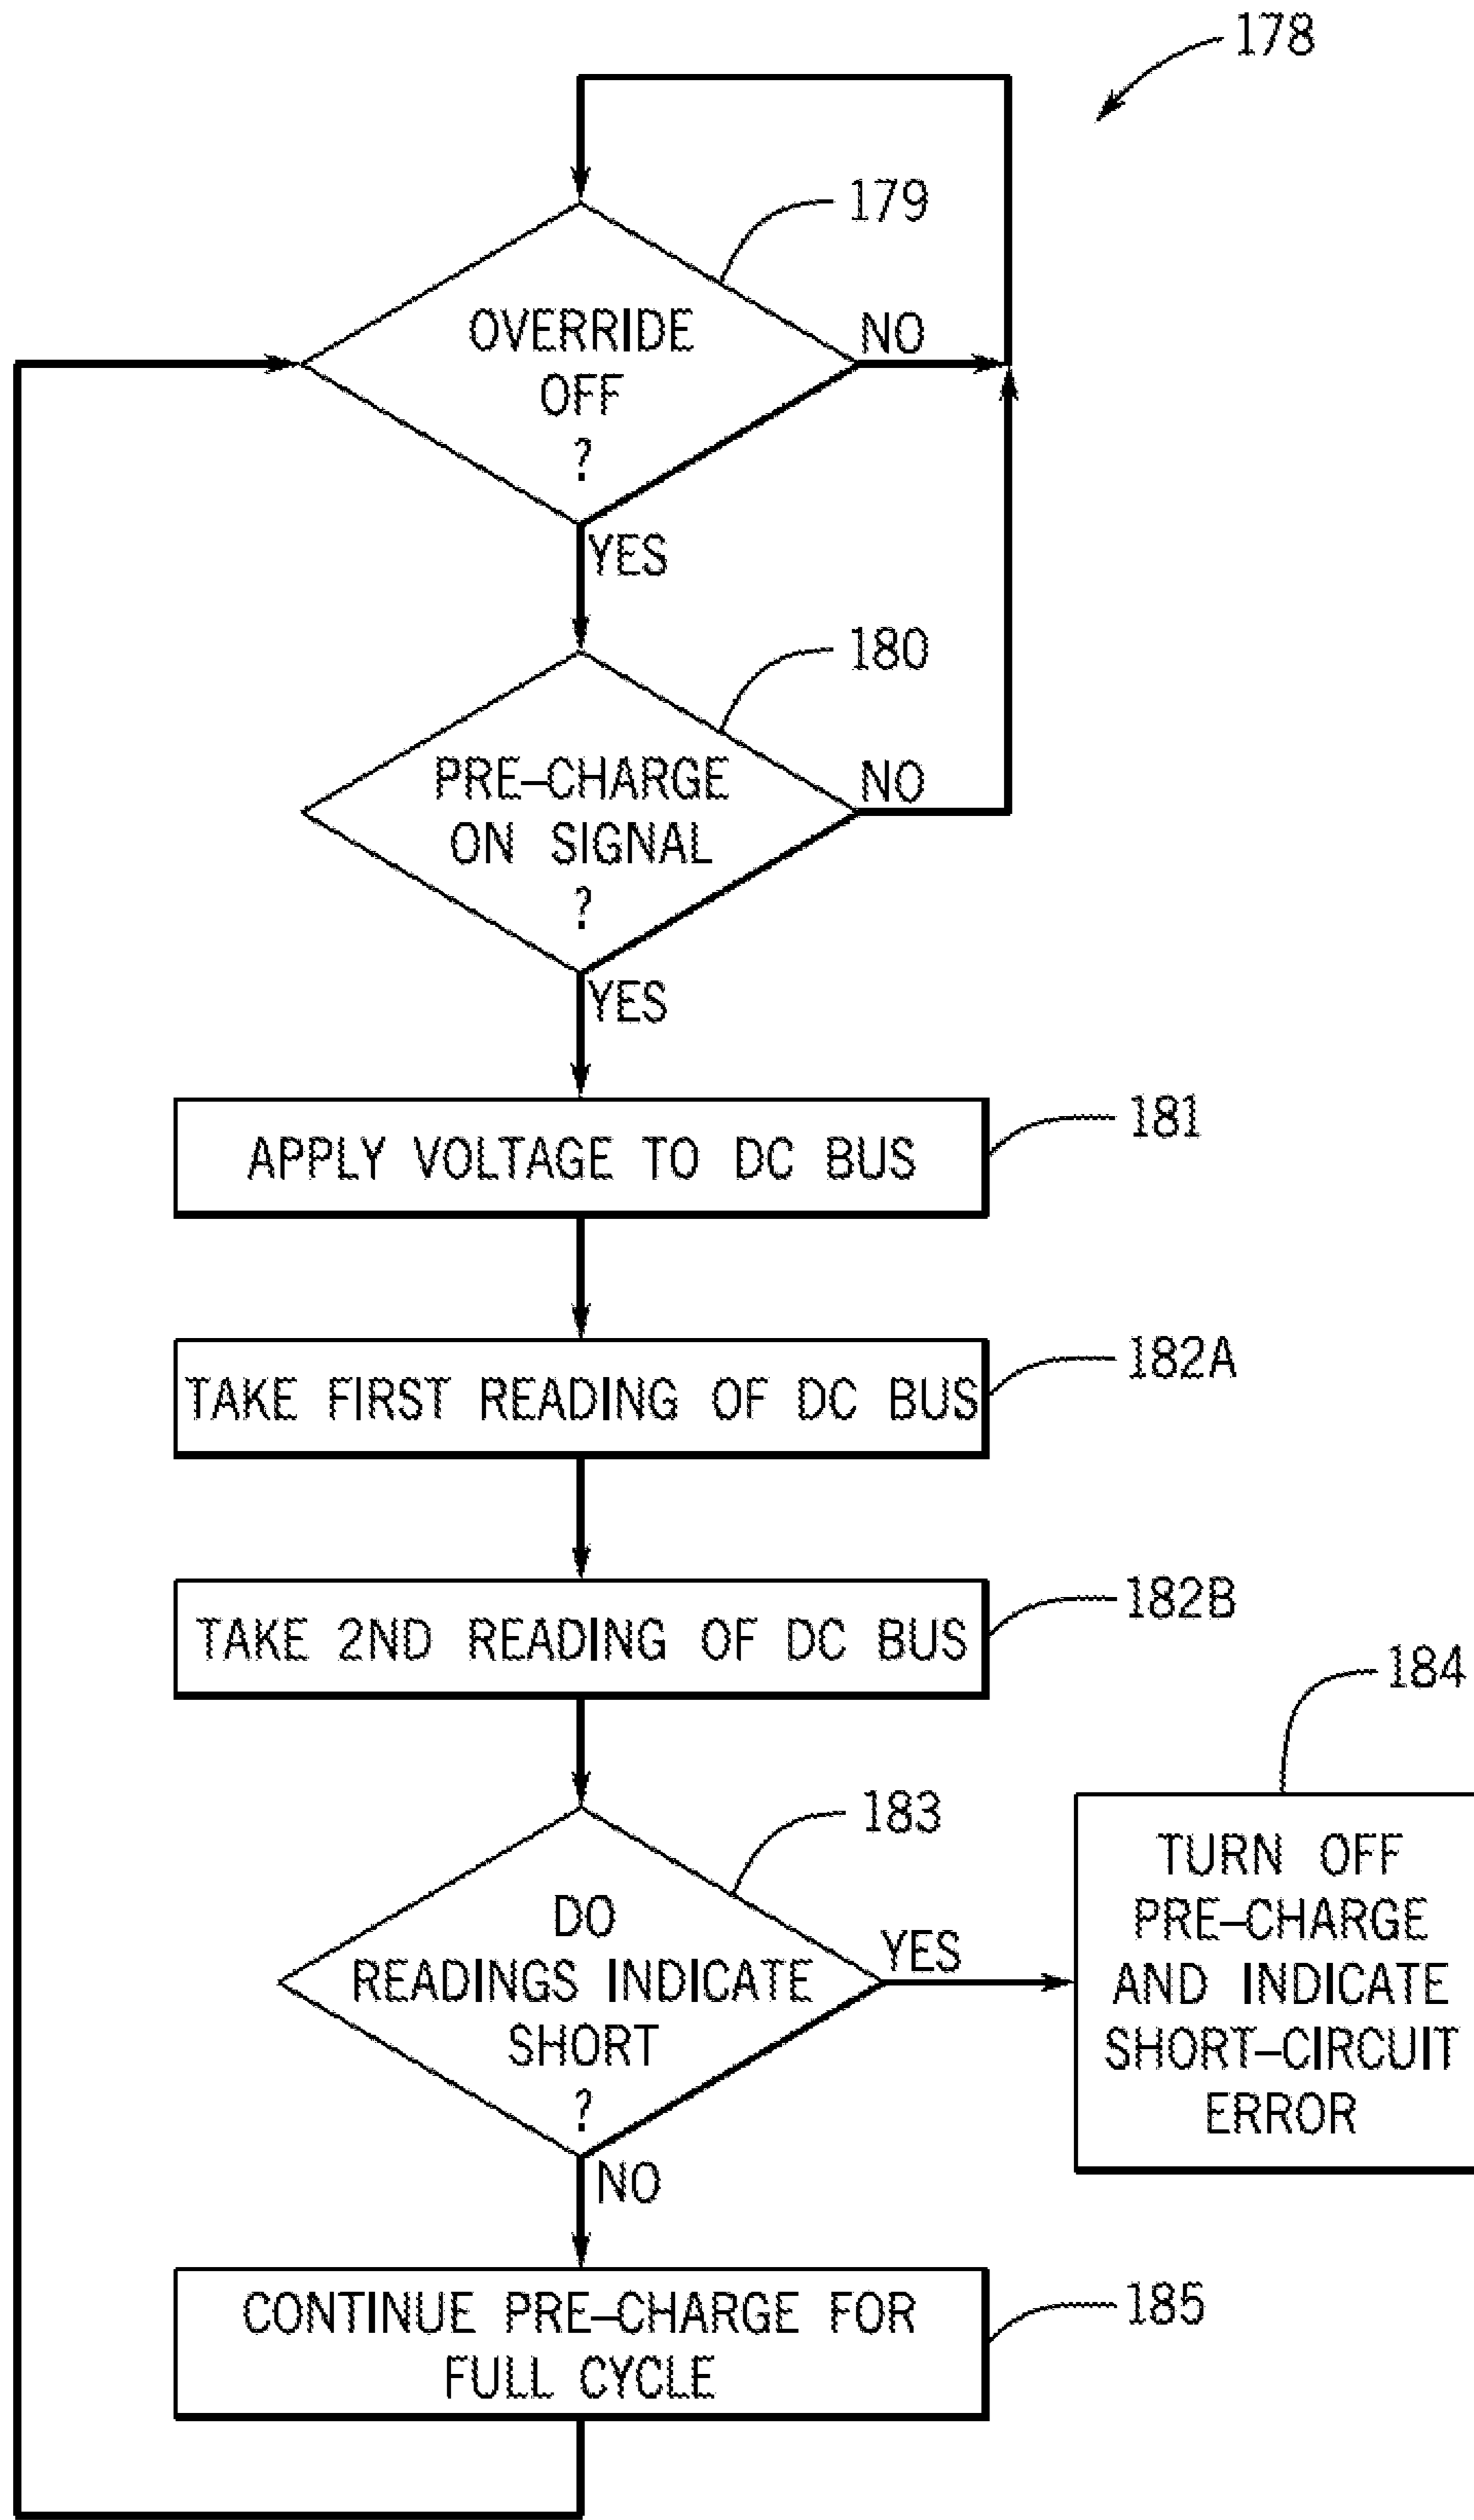 178
179
OVERRIDE
OFF
?
NO
YES
180
PRE–CHARGE
ON SIGNAL
?
NO
YES
181
APPLY VOLTAGE TO DC BUS
182A
TAKE FIRST READING OF DC BUS
182B
TAKE 2ND READING OF DC BUS
184
183
DO
READINGS INDICATE
SHORT
?
YES
NO
TURN OFF
PRE–CHARGE
AND INDICATE
SHORT–CIRCUIT
ERROR
185
CONTINUE PRE–CHARGE FOR
FULL CYCLE